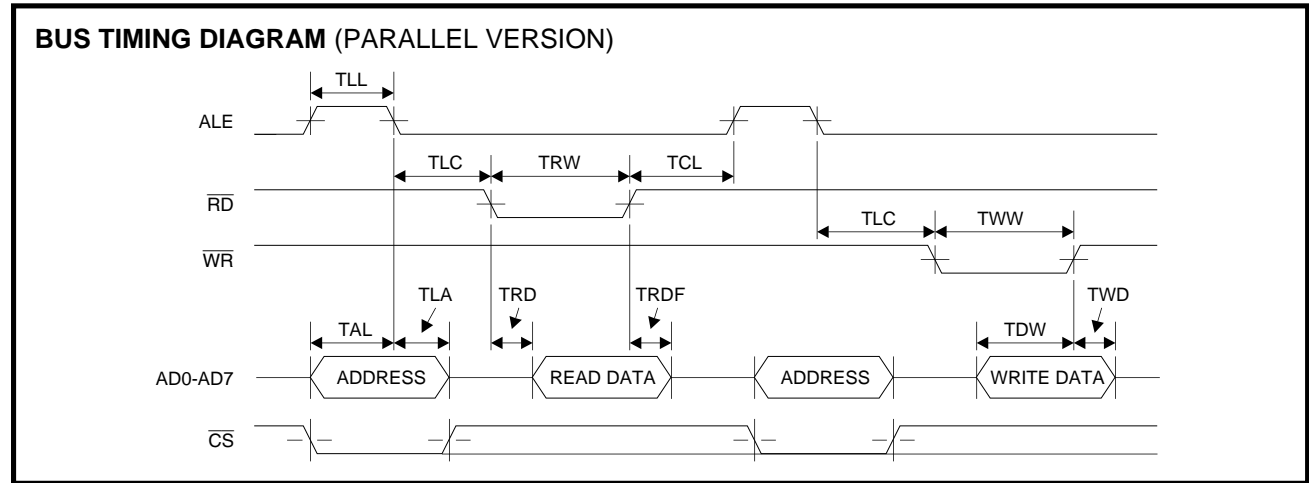 BUS TIMING DIAGRAM (PARALLEL VERSION)
TLL
ALE
TLC TRW TCL
RD
TLC TWW
WR
TLA TRD TRDF TWD
TAL TDW
AD0-AD7 ADDRESS READ DATA ADDRESS WRITE DATA
CS